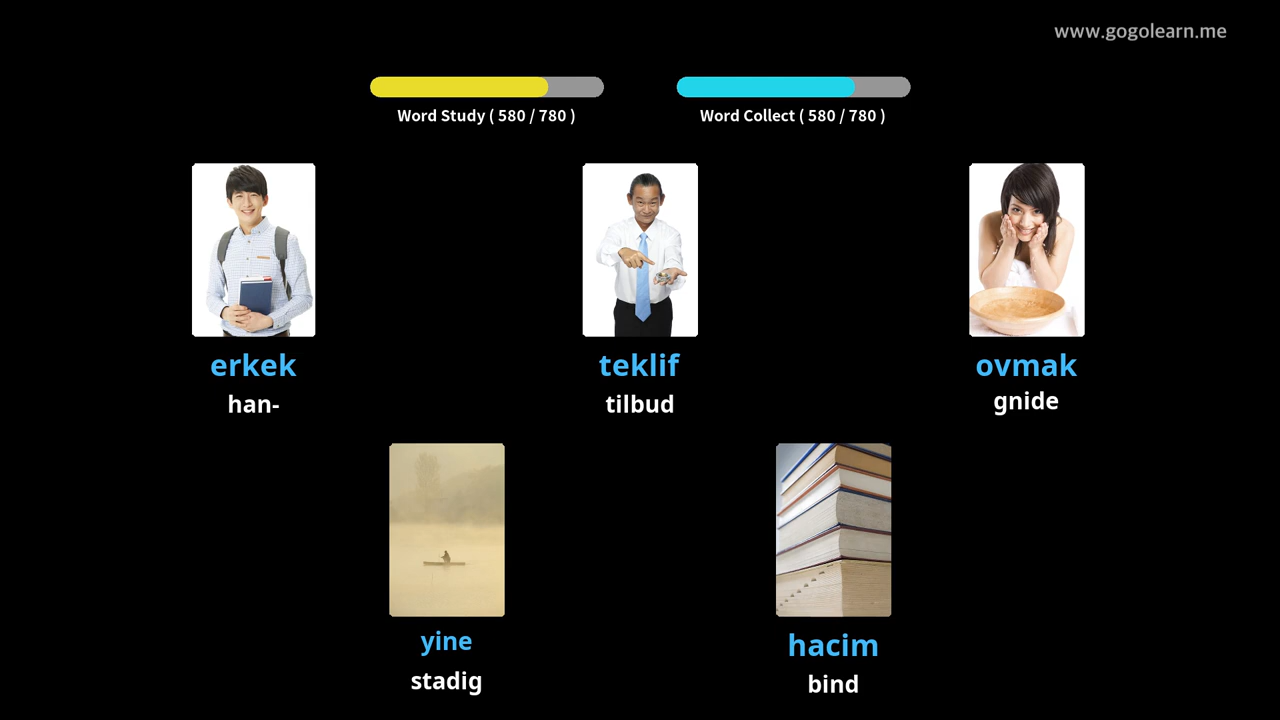 www.gogolearn.me
Word Study ( 580 / 780 )
Word Collect ( 580 / 780 )
erkek
han-
teklif
tilbud
ovmak
gnide
yine
stadig
hacim
bind